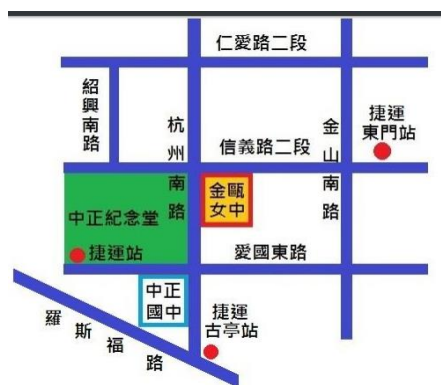 仁愛路二段
紹興南路
杭州南路
金山南路
捷運
東門站
信義路二段
金甌
女中
中正紀念堂
捷運站
愛國東路
中正
國中
羅斯福路
捷運
古亭站